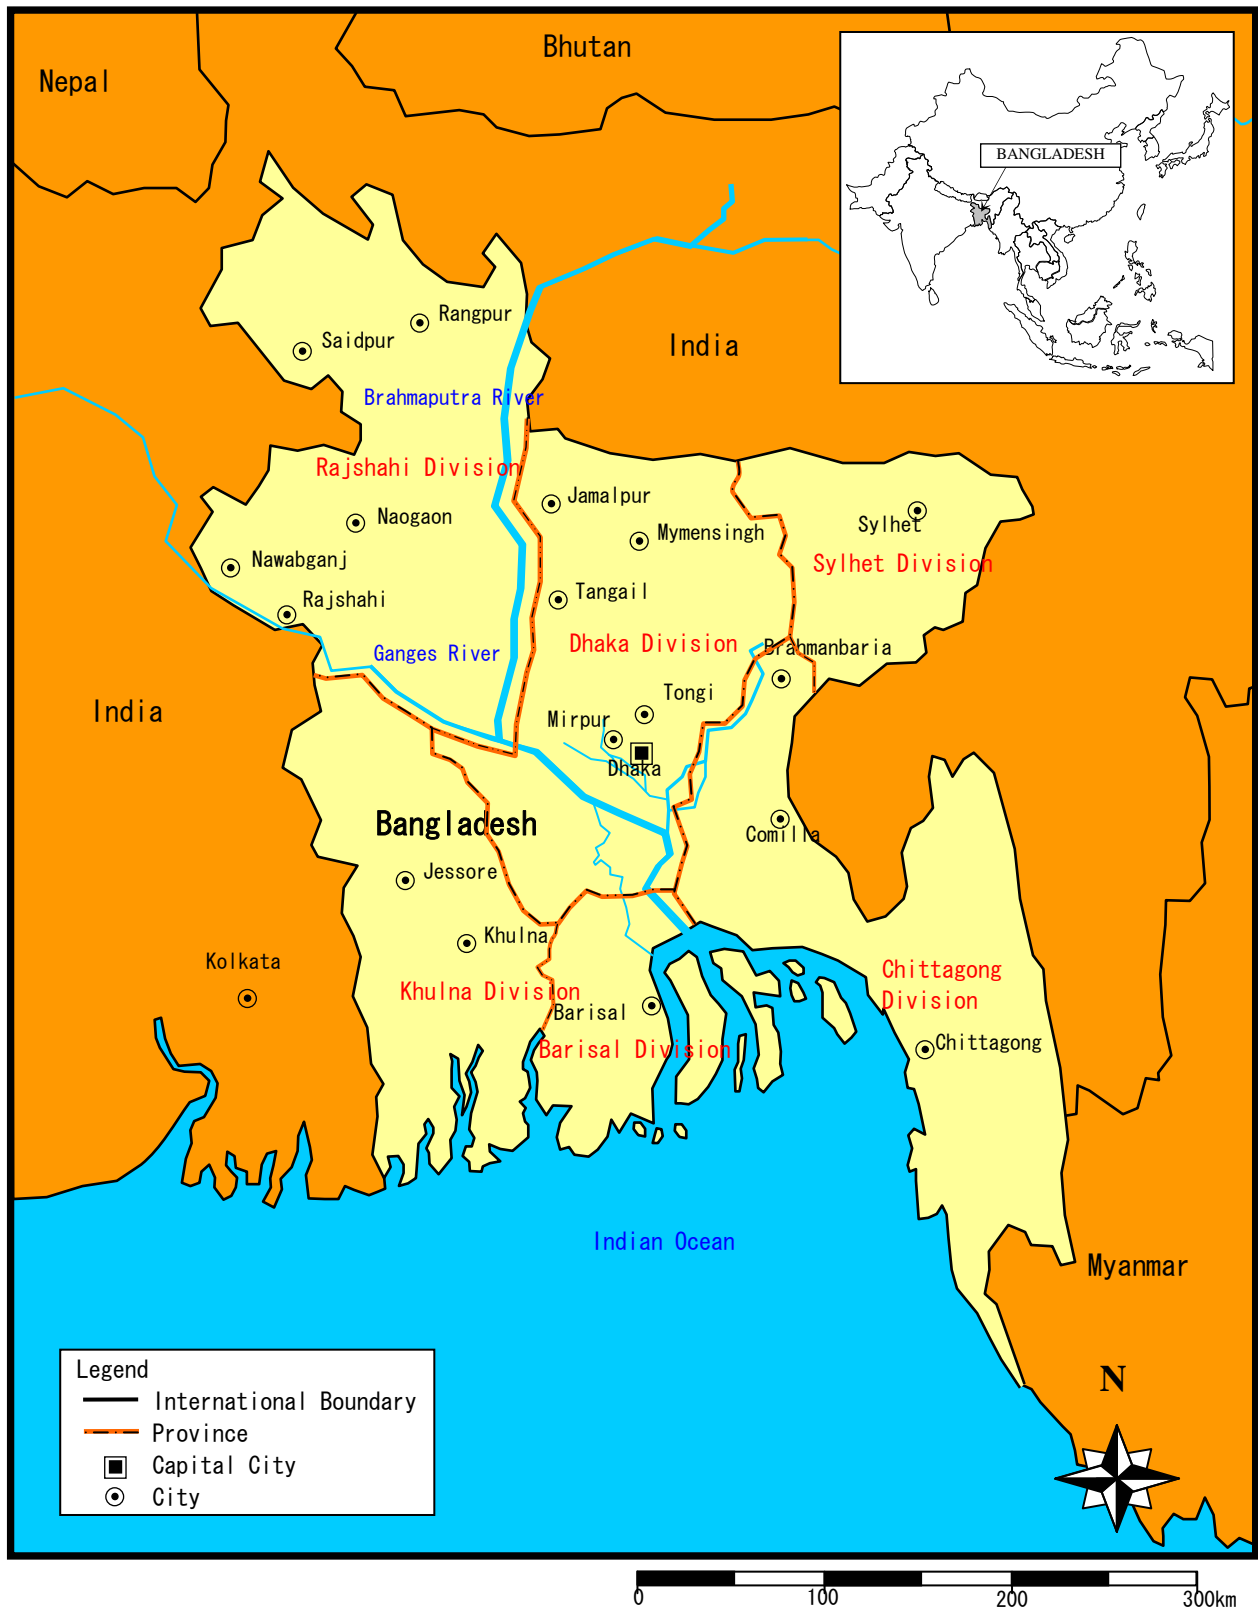 Bhutan
Nepal
BANGLADESH
Rangpur
Saidpur
India
Brahmaputra River
Rajshahi Division
Jamalpur
Naogaon
Sylhet
Mymensingh
Nawabganj
Sylhet Division
Tangail
Rajshahi
Dhaka Division
Brahmanbaria
Ganges River
Tongi
India
Mirpur
Dhaka
Bangladesh
Comilla
Jessore
Khulna
Kolkata
Chittagong
Division
Khulna Division
Barisal
Chittagong
Barisal Division
Indian Ocean
Myanmar
Legend
International Boundary
Province
Capital City
City
N
0 100 200 300km